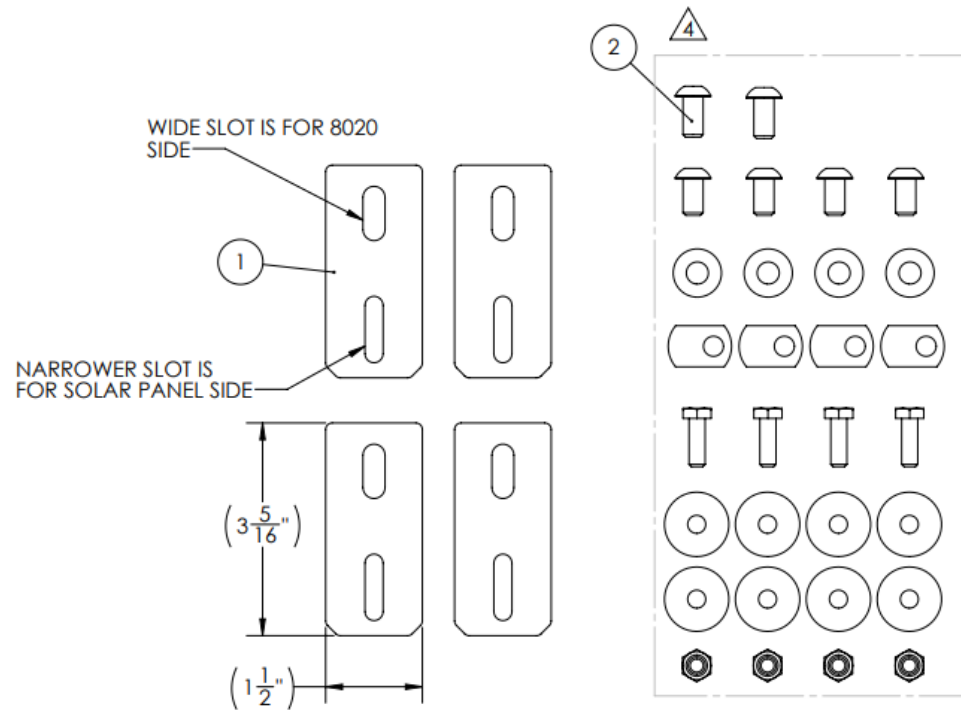 4
2
WIDE SLOT IS FOR 8020
SIDE
1
NARROWER SLOT IS
FOR SOLAR PANEL SIDE
(3 5/16")
(1 1/2")